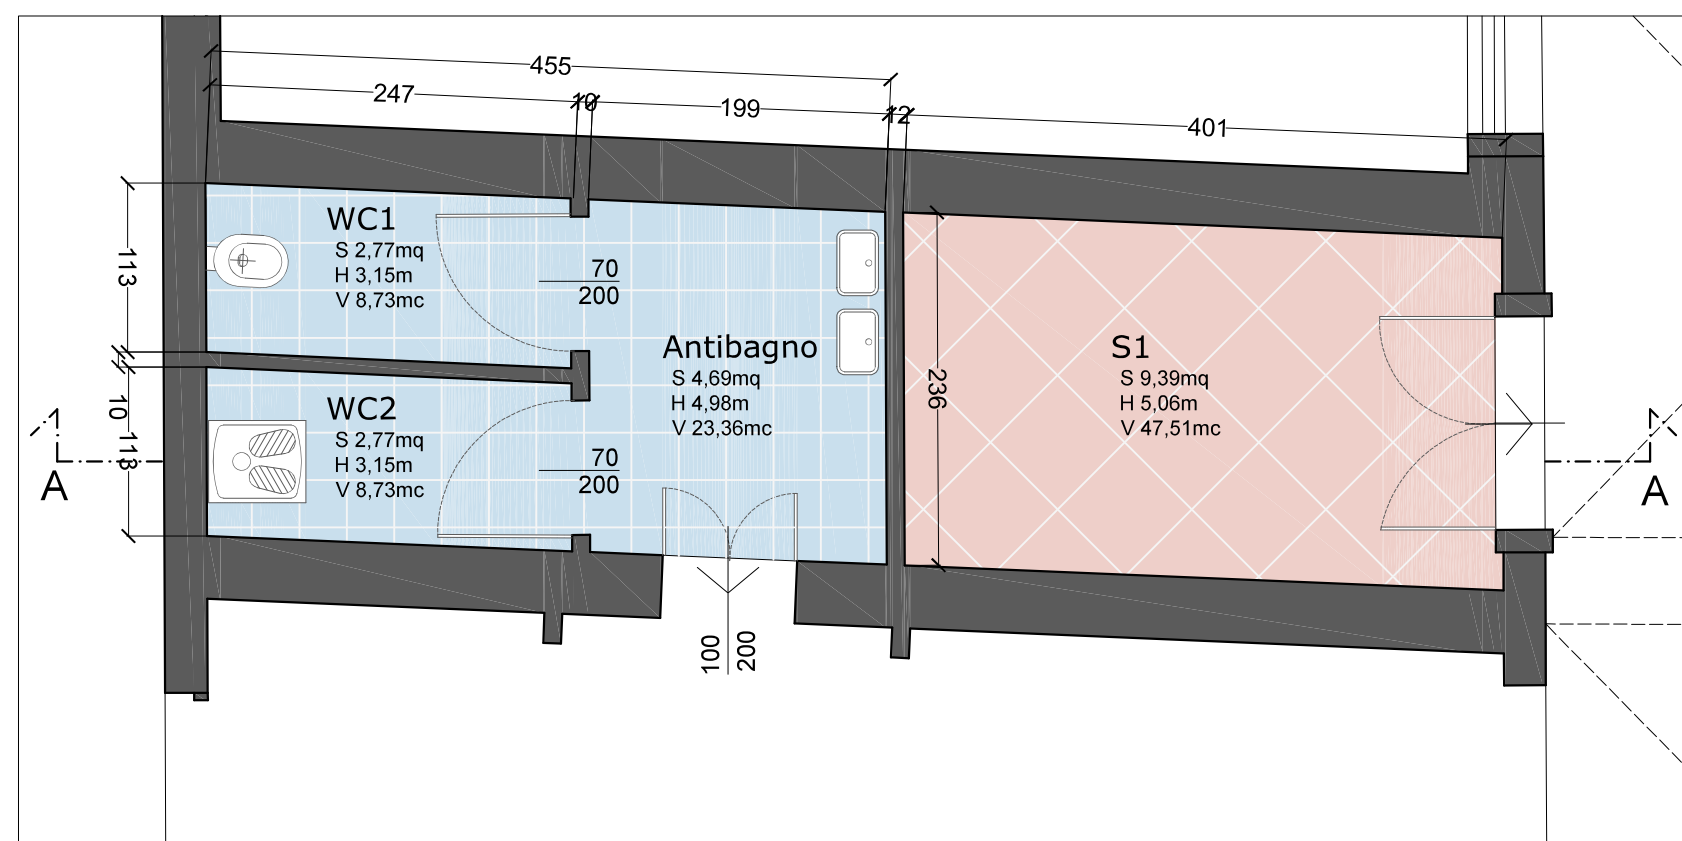 455
247
10
199
12
401
WC1
S 2,77mq
H 3,15m
V 8,73mc
113
70
200
Antibagno
S 4,69mq
H 4,98m
V 23,36mc
236
S1
S 9,39mq
H 5,06m
V 47,51mc
10
WC2
S 2,77mq
H 3,15m
V 8,73mc
113
70
200
A
A
100
200